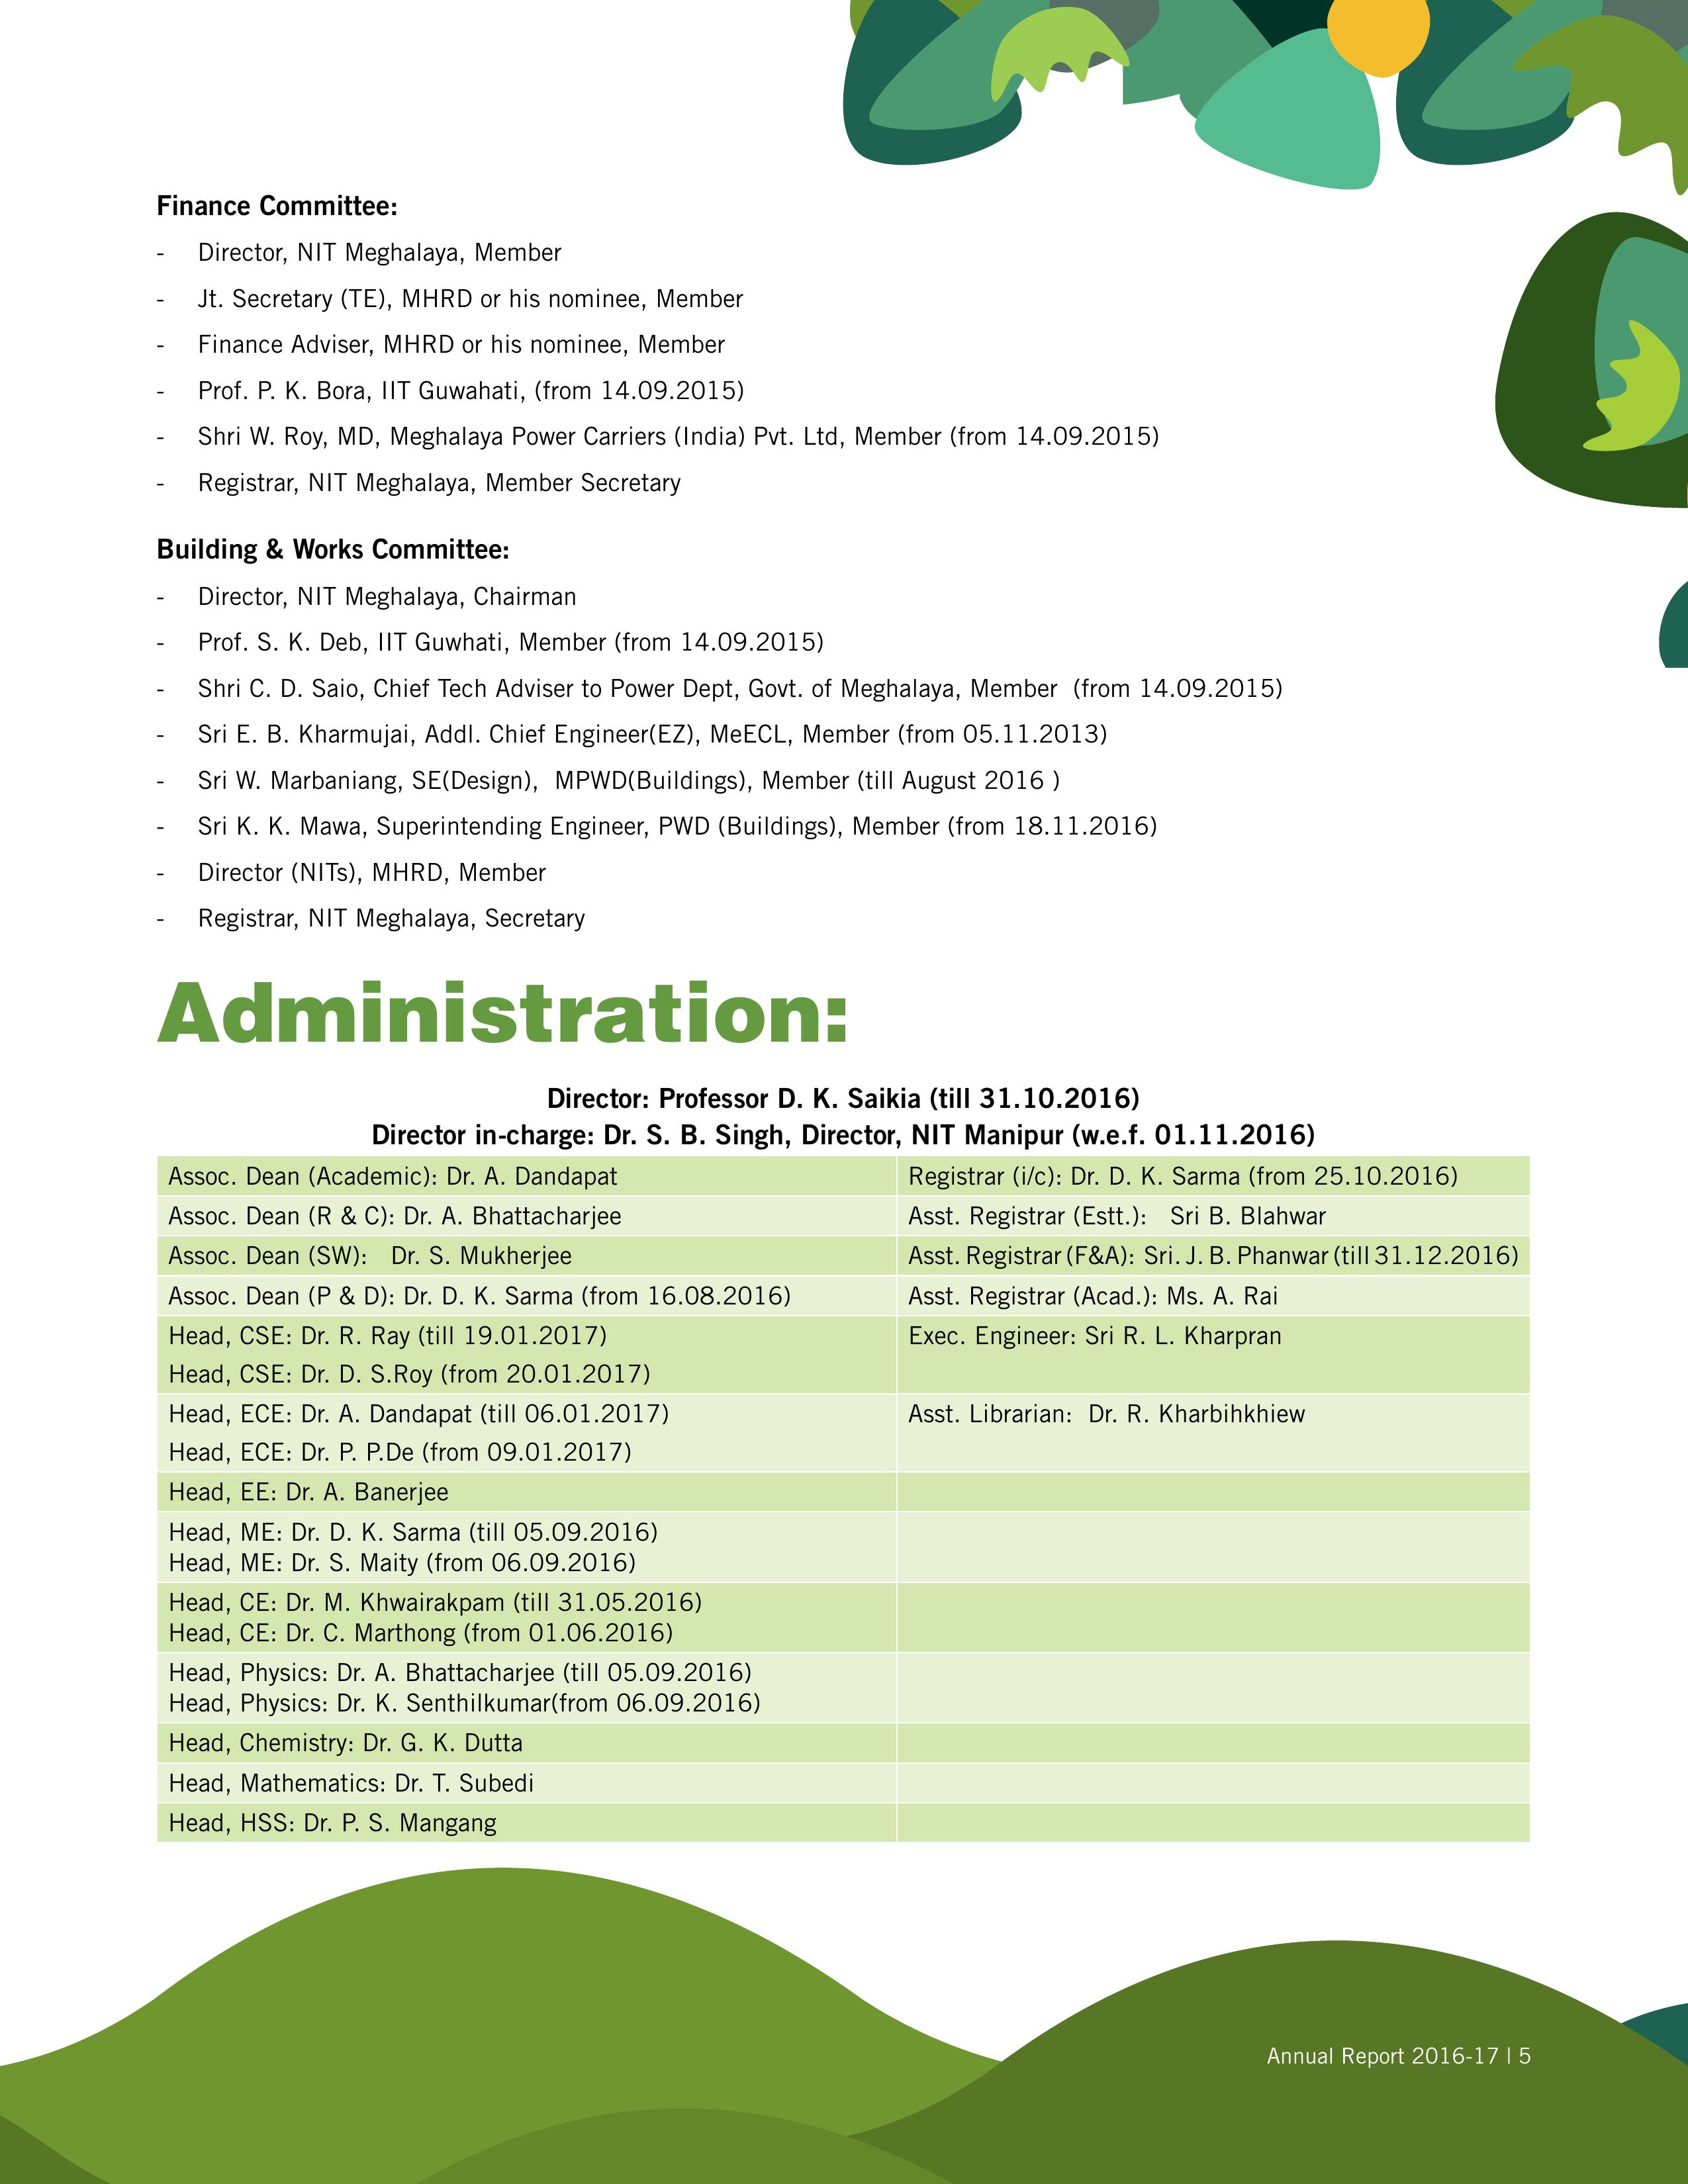 Finance Committee:
- Director, NIT Meghalaya, Member
- Jt. Secretary (TE), MHRD or his nominee, Member
- Finance Adviser, MHRD or his nominee, Member
- Prof. P. K. Bora, IIT Guwahati, (from 14.09.2015)
- Shri W. Roy, MD, Meghalaya Power Carriers (India) Pvt. Ltd, Member (from 14.09.2015)
- Registrar, NIT Meghalaya, Member Secretary
Building & Works Committee:
- Director, NIT Meghalaya, Chairman
- Prof. S. K. Deb, IIT Guwhati, Member (from 14.09.2015)
- Shri C. D. Saio, Chief Tech Adviser to Power Dept, Govt. of Meghalaya, Member (from 14.09.2015)
- Sri E. B. Kharmujai, Addl. Chief Engineer(EZ), MeECL, Member (from 05.11.2013)
- Sri W. Marbaniang, SE(Design), MPWD(Buildings), Member (till August 2016 )
- Sri K. K. Mawa, Superintending Engineer, PWD (Buildings), Member (from 18.11.2016)
- Director (NITs), MHRD, Member
- Registrar, NIT Meghalaya, Secretary
Administration:
Director: Professor D. K. Saikia (till 31.10.2016)
Director in-charge: Dr. S. B. Singh, Director, NIT Manipur (w.e.f. 01.11.2016)
Assoc. Dean (Academic): Dr. A. Dandapat Registrar (i/c): Dr. D. K. Sarma (from 25.10.2016)
Assoc. Dean (R & C): Dr. A. Bhattacharjee Asst. Registrar (Estt.): Sri B. Blahwar
Assoc. Dean (SW): Dr. S. Mukherjee Asst. Registrar (F&A): Sri. J. B. Phanwar (till 31.12.2016)
Assoc. Dean (P & D): Dr. D. K. Sarma (from 16.08.2016) Asst. Registrar (Acad.): Ms. A. Rai
Head, CSE: Dr. R. Ray (till 19.01.2017) Exec. Engineer: Sri R. L. Kharpran
Head, CSE: Dr. D. S.Roy (from 20.01.2017)
Head, ECE: Dr. A. Dandapat (till 06.01.2017) Asst. Librarian: Dr. R. Kharbihkhiew
Head, ECE: Dr. P. P.De (from 09.01.2017)
Head, EE: Dr. A. Banerjee
Head, ME: Dr. D. K. Sarma (till 05.09.2016)
Head, ME: Dr. S. Maity (from 06.09.2016)
Head, CE: Dr. M. Khwairakpam (till 31.05.2016)
Head, CE: Dr. C. Marthong (from 01.06.2016)
Head, Physics: Dr. A. Bhattacharjee (till 05.09.2016)
Head, Physics: Dr. K. Senthilkumar(from 06.09.2016)
Head, Chemistry: Dr. G. K. Dutta
Head, Mathematics: Dr. T. Subedi
Head, HSS: Dr. P. S. Mangang
Annual Report 2016-17 | 5